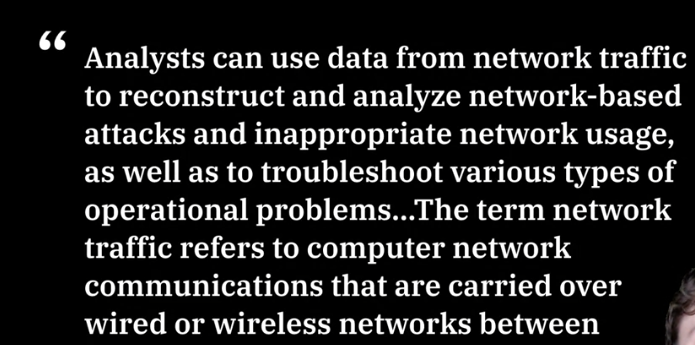 “
Analysts can use data from network traffic
to reconstruct and analyze network-based
attacks and inappropriate network usage,
as well as to troubleshoot various types of
operational problems...The term network
traffic refers to computer network
communications that are carried over
wired or wireless networks between